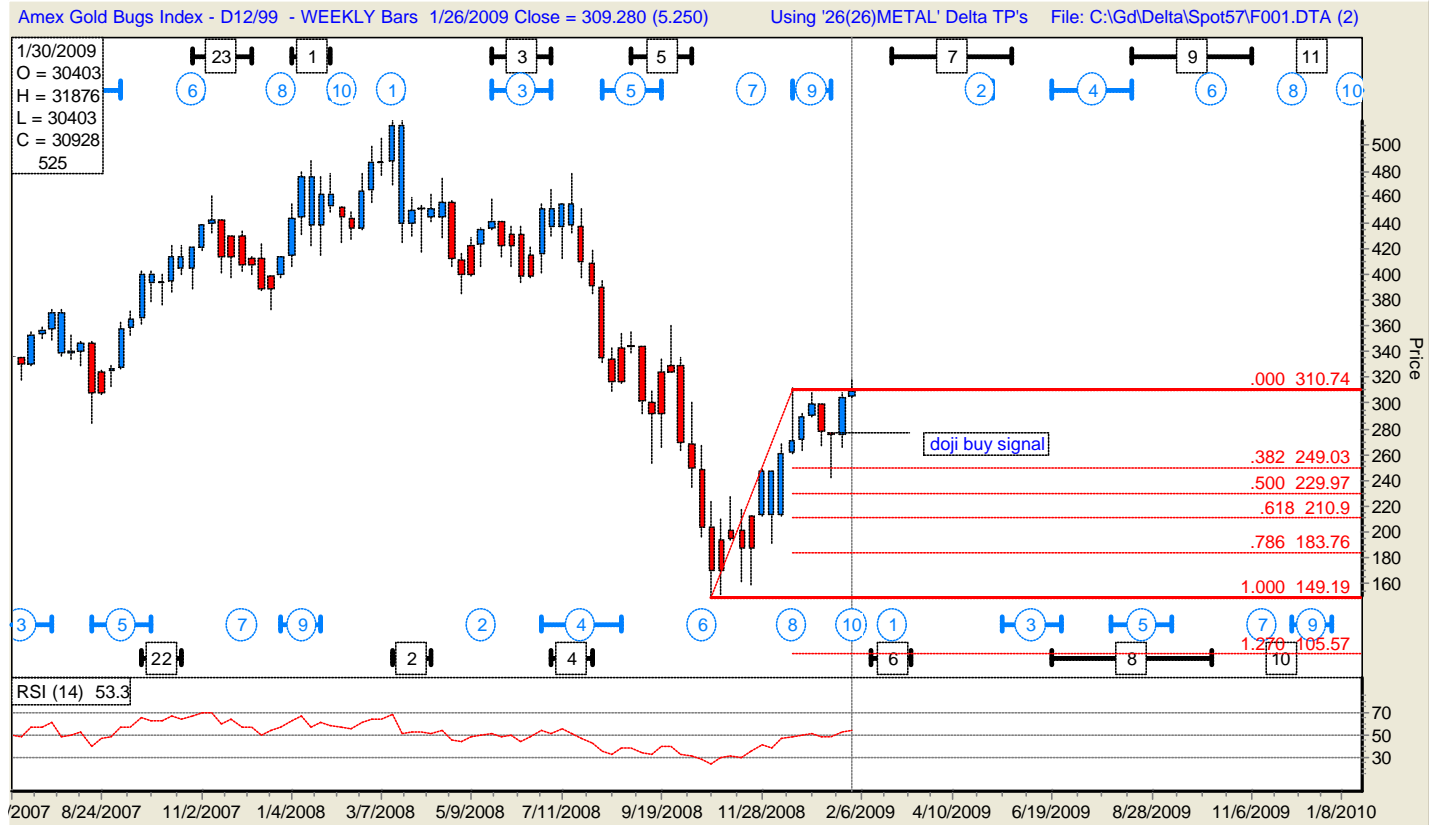 Amex Gold Bugs Index - D12/99 - WEEKLY Bars 1/26/2009 Close = 309.280 (5.250) Using '26(26)METAL' Delta TP's File: C:\Gd\Delta\Spot57\F001.DTA (2)
1/30/2009
O = 30403
H = 31876
L = 30403
C = 30928
525
23 1 3 5 7 9 11
6 8 10 1 3 5 7 9 2 4 6 8 10
500
480
460
440
420
400
380
360
340
320
300
280
260
240
220
200
180
160
Price
.000 310.74
doji buy signal
.382 249.03
.500 229.97
.618 210.9
.786 183.76
1.000 149.19
3 5 7 9 2 4 6 8 10 1 3 5 7 9
1.270 105.57
22 2 4 6 8 10
RSI (14) 53.3
70
50
30
/2007 8/24/2007 11/2/2007 1/4/2008 3/7/2008 5/9/2008 7/11/2008 9/19/2008 11/28/2008 2/6/2009 4/10/2009 6/19/2009 8/28/2009 11/6/2009 1/8/2010